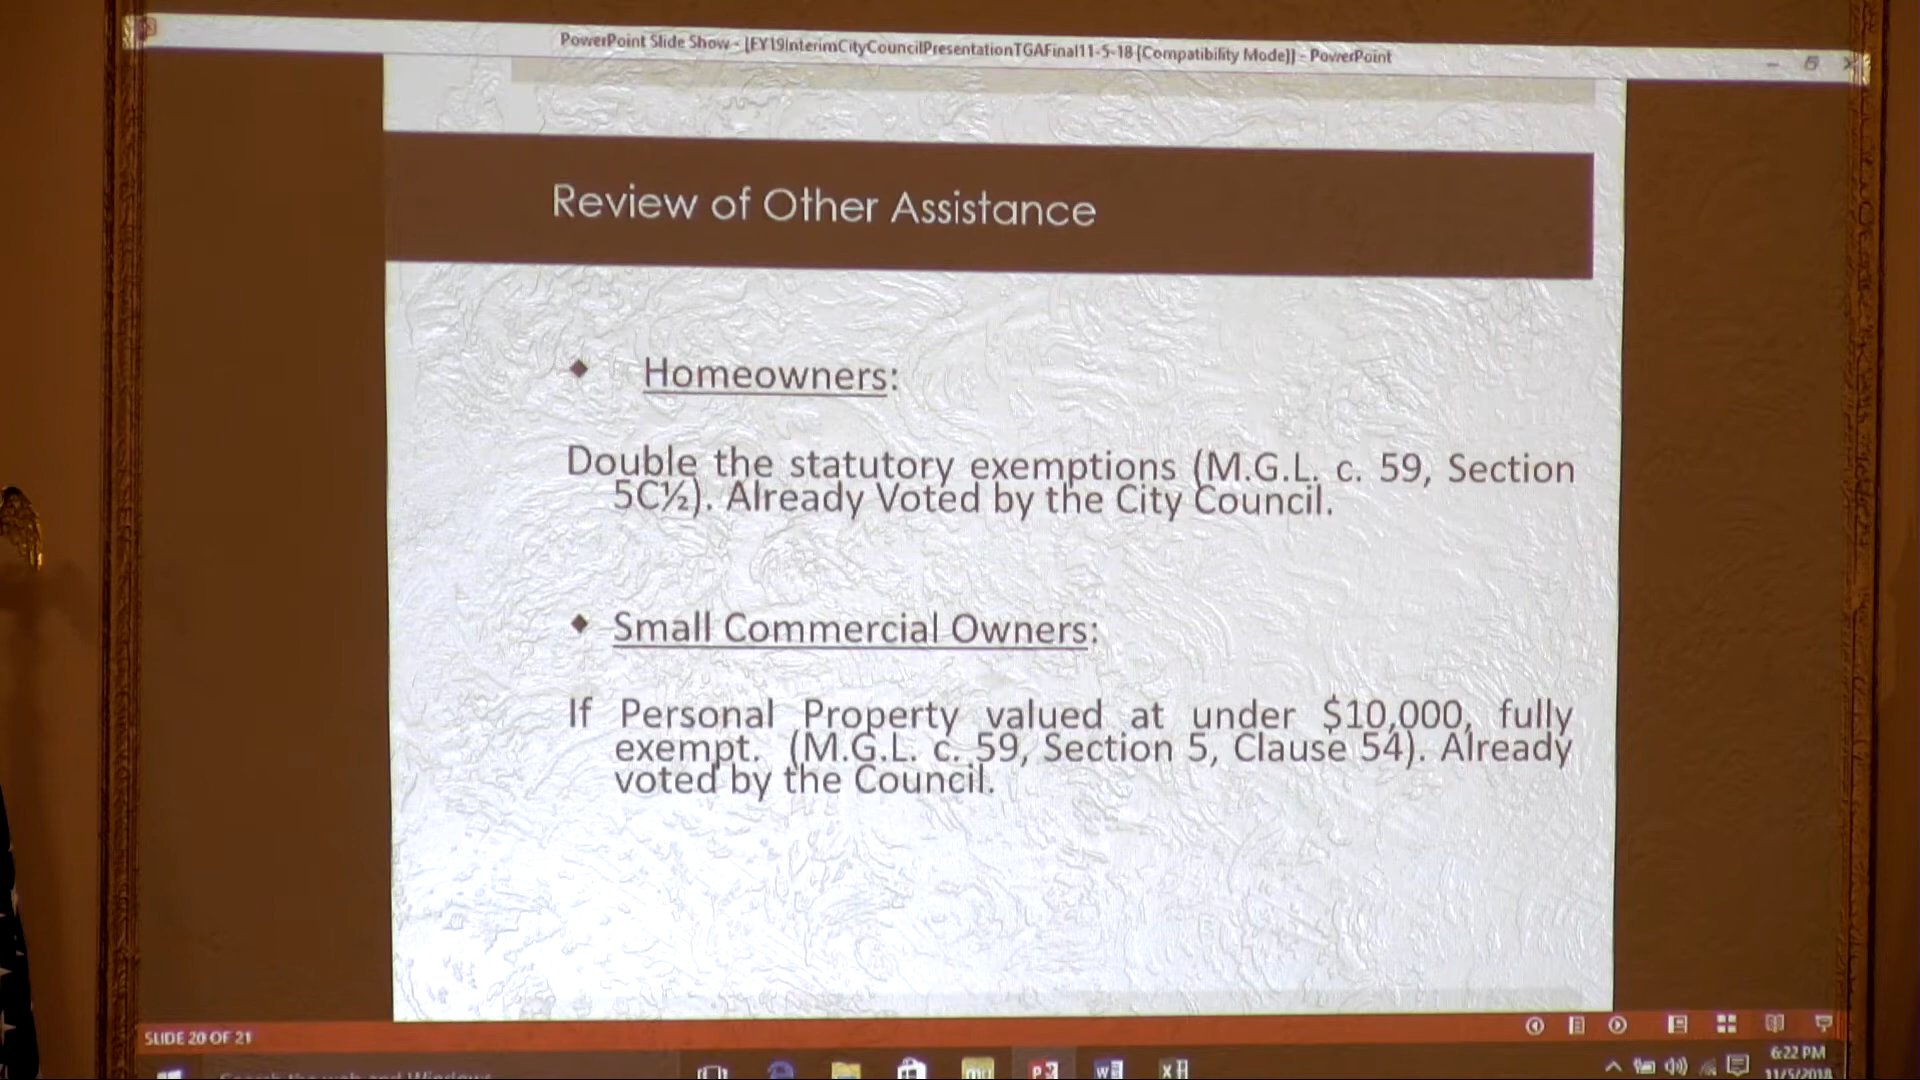 PowerPoint Slide Show - [FY19InterimCityCouncilPresentationTGAFinal11-5-18 [Compatibility Mode]] - PowerPoint
Review of Other Assistance
Homeowners:
Double the statutory exemptions (M.G.L. c. 59, Section
5C½). Already Voted by the City Council.
Small Commercial Owners:
If Personal Property valued at under $10,000, fully
exempt. (M.G.L. c. 59, Section 5, Clause 54). Already
voted by the Council.
SLIDE 20 OF 21
6:22 PM
11/5/2018